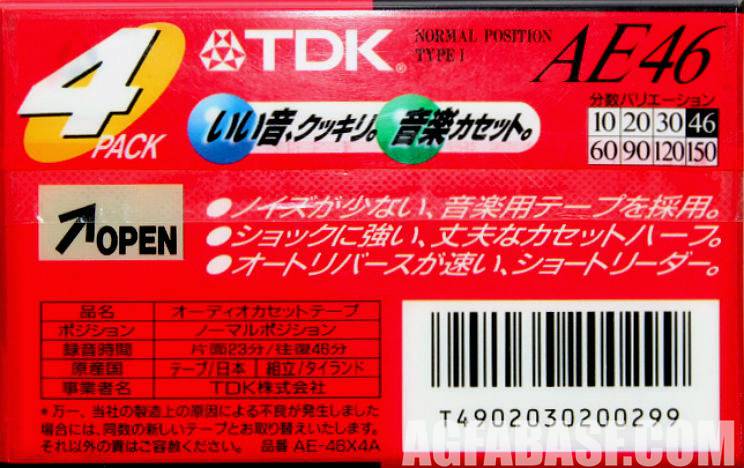 4
PACK
TDK®
NORMAL POSITION
TYPE I
AE46
いい音、クッキリ。音楽カセット。
分数バリエーション
10 20 30 46
60 90 120 150
OPEN
●ノイズが少ない、音楽用テープを採用。
●ショックに強い、丈夫なカセットハーフ。
●オートリバースが速い、ショートリーダー。
品名 オーディオカセットテープ
ポジション ノーマルポジション
録音時間 片面23分/往復46分
原産国 テープ/日本 組立/タイランド
事業者名 TDK株式会社
*万一、当社の製造上の原因による不良が発生しました
場合には、同数の新しいテープとお取り替えいたします。
それ以外の責はご容赦ください。 品番 AE-46X4A
T4902030200299
AGFABASE.COM